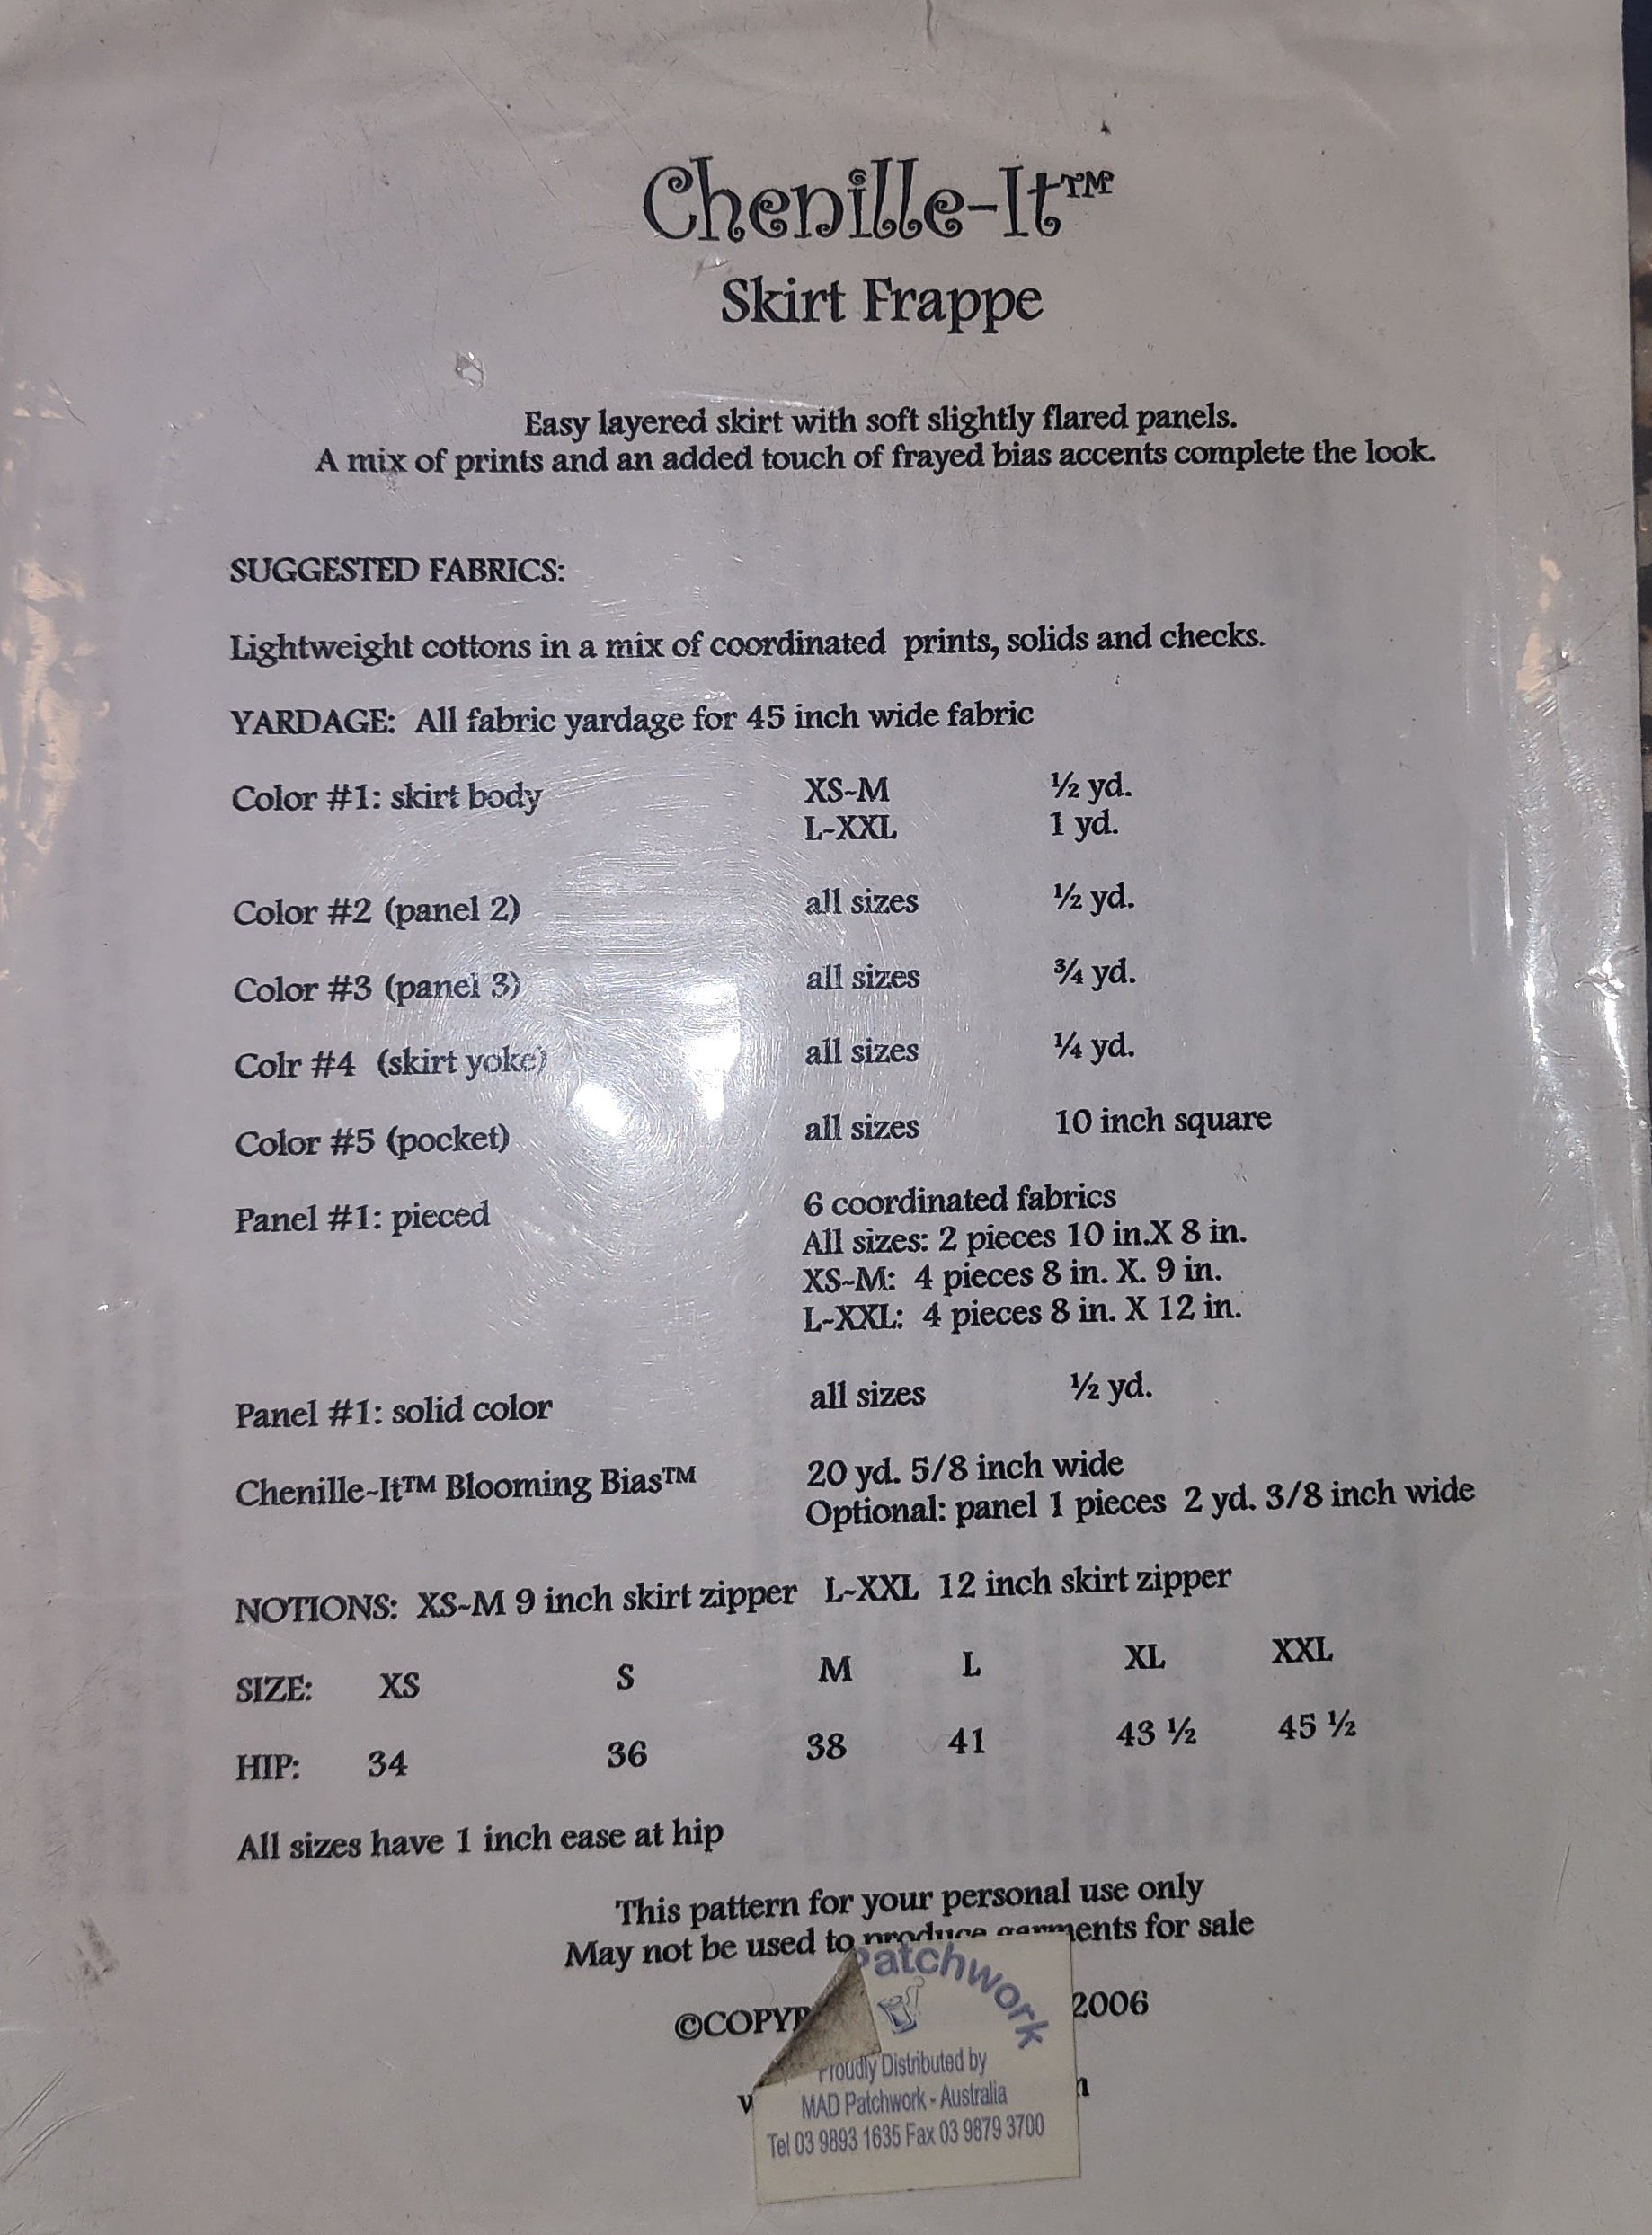 Chenille-It™
Skirt Frappe
Easy layered skirt with soft slightly flared panels.
A mix of prints and an added touch of frayed bias accents complete the look.
SUGGESTED FABRICS:
Lightweight cottons in a mix of coordinated prints, solids and checks.
YARDAGE: All fabric yardage for 45 inch wide fabric
Color #1: skirt body XS-M ½ yd.
L-XXL 1 yd.
Color #2 (panel 2) all sizes ½ yd.
Color #3 (panel 3) all sizes ¾ yd.
Colr #4 (skirt yoke) all sizes ¼ yd.
Color #5 (pocket) all sizes 10 inch square
Panel #1: pieced 6 coordinated fabrics
All sizes: 2 pieces 10 in.X 8 in.
XS-M: 4 pieces 8 in. X. 9 in.
L-XXL: 4 pieces 8 in. X 12 in.
Panel #1: solid color all sizes ½ yd.
Chenille-It™ Blooming Bias™ 20 yd. 5/8 inch wide
Optional: panel 1 pieces 2 yd. 3/8 inch wide
NOTIONS: XS-M 9 inch skirt zipper L-XXL 12 inch skirt zipper
SIZE: XS S M L XL XXL
HIP: 34 36 38 41 43 ½ 45 ½
All sizes have 1 inch ease at hip
This pattern for your personal use only
May not be used to produce garments for sale
2006
Patchwork
Proudly Distributed by
MAD Patchwork - Australia
Tel 03 9893 1635 Fax 03 9879 3700